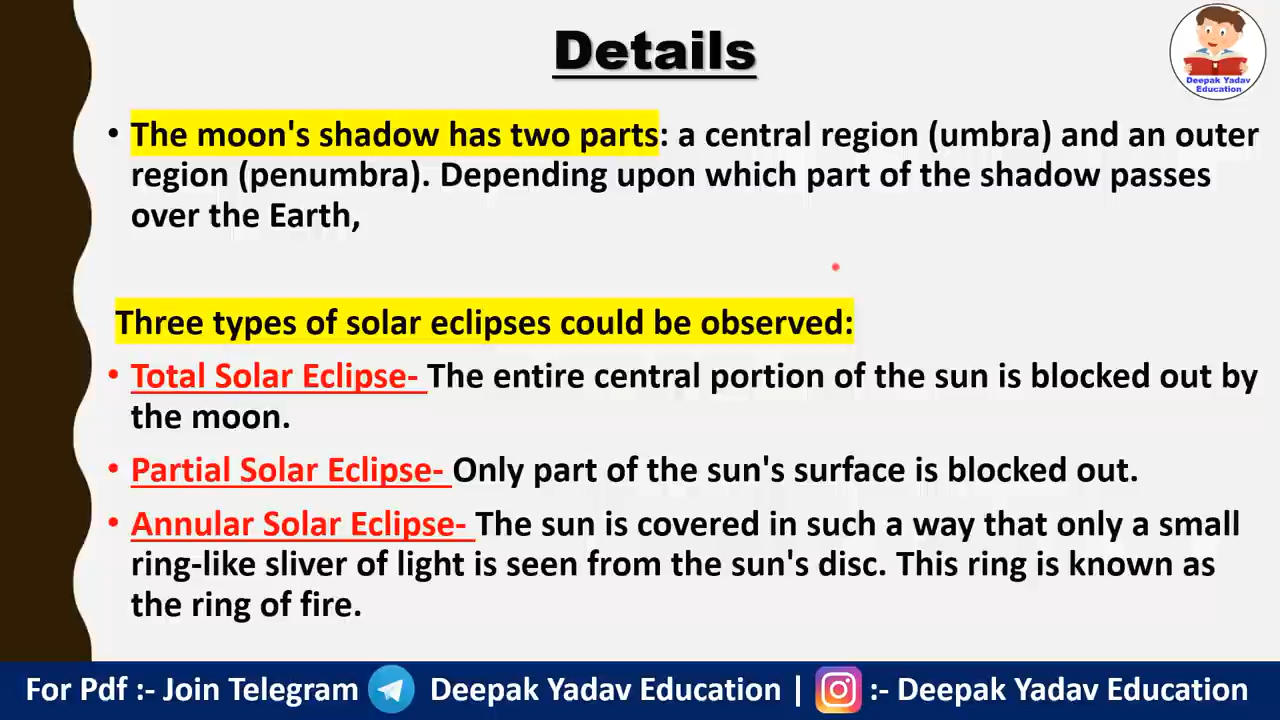 Details
Deepak Yadav
Education
• The moon's shadow has two parts: a central region (umbra) and an outer
region (penumbra). Depending upon which part of the shadow passes
over the Earth,
Three types of solar eclipses could be observed:
• Total Solar Eclipse- The entire central portion of the sun is blocked out by
the moon.
• Partial Solar Eclipse- Only part of the sun's surface is blocked out.
• Annular Solar Eclipse- The sun is covered in such a way that only a small
ring-like sliver of light is seen from the sun's disc. This ring is known as
the ring of fire.
For Pdf :- Join Telegram Deepak Yadav Education | :- Deepak Yadav Education